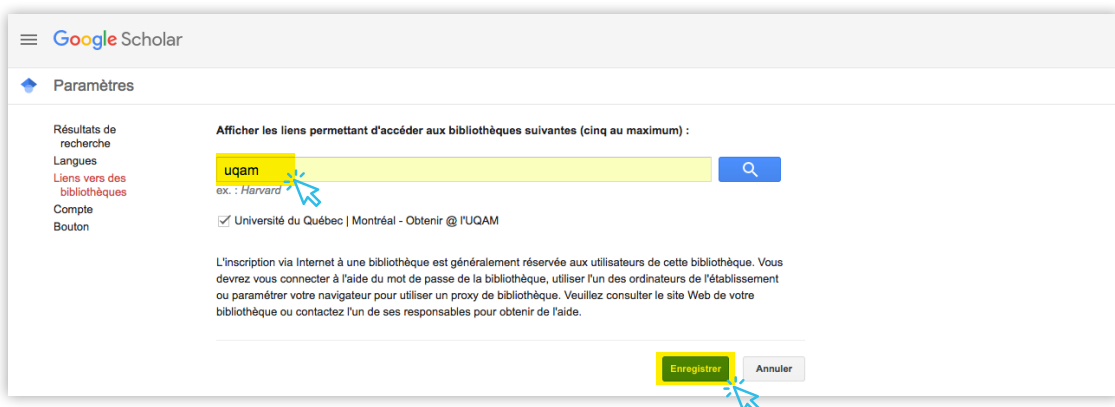 Google Scholar
Paramètres
Résultats de
recherche
Langues
Liens vers des
bibliothèques
Compte
Bouton
Afficher les liens permettant d'accéder aux bibliothèques suivantes (cinq au maximum) :
uqam
ex. : Harvard
Université du Québec | Montréal - Obtenir @ l'UQAM
L'inscription via Internet à une bibliothèque est généralement réservée aux utilisateurs de cette bibliothèque. Vous
devrez vous connecter à l'aide du mot de passe de la bibliothèque, utiliser l'un des ordinateurs de l'établissement
ou paramétrer votre navigateur pour utiliser un proxy de bibliothèque. Veuillez consulter le site Web de votre
bibliothèque ou contactez l'un de ses responsables pour obtenir de l'aide.
Enregistrer Annuler